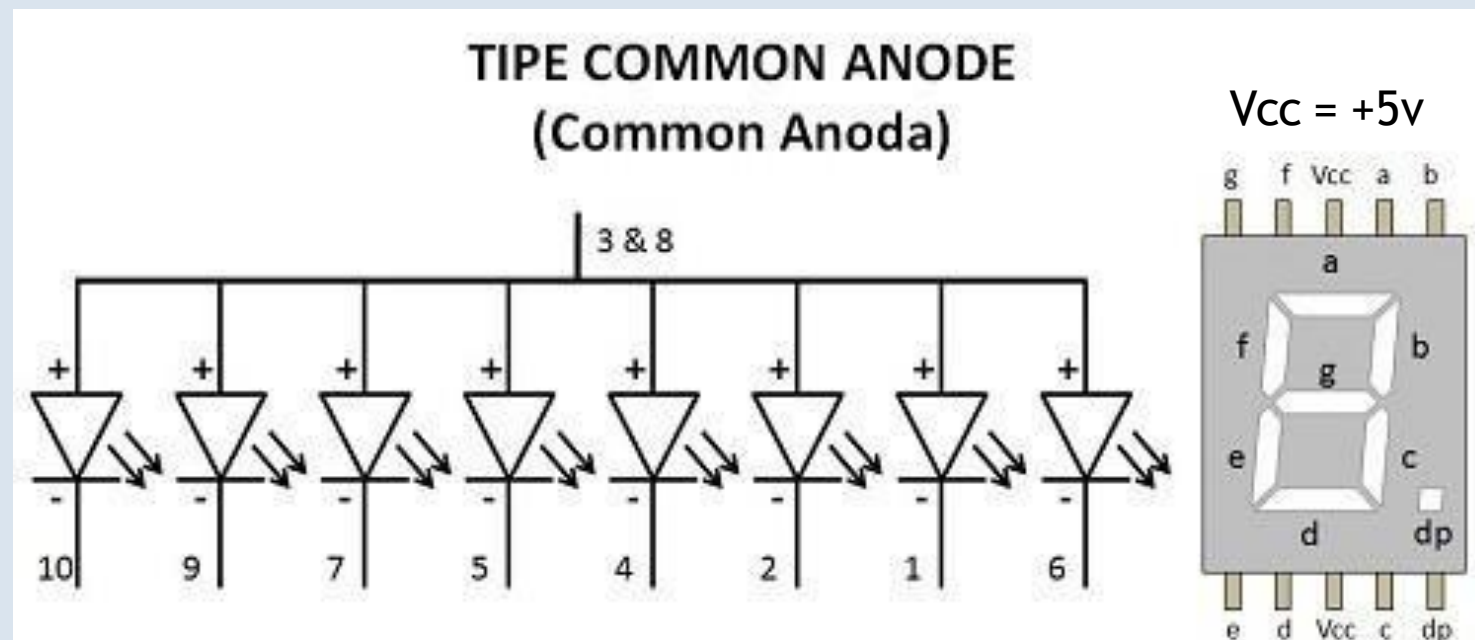 TIPE COMMON ANODE
(Common Anoda)
3 & 8
+ + + + + + + +
- - - - - - - -
10 9 7 5 4 2 1 6
Vcc = +5v
g f Vcc a b
a
f b
g
e c
d dp
e d Vcc c dp